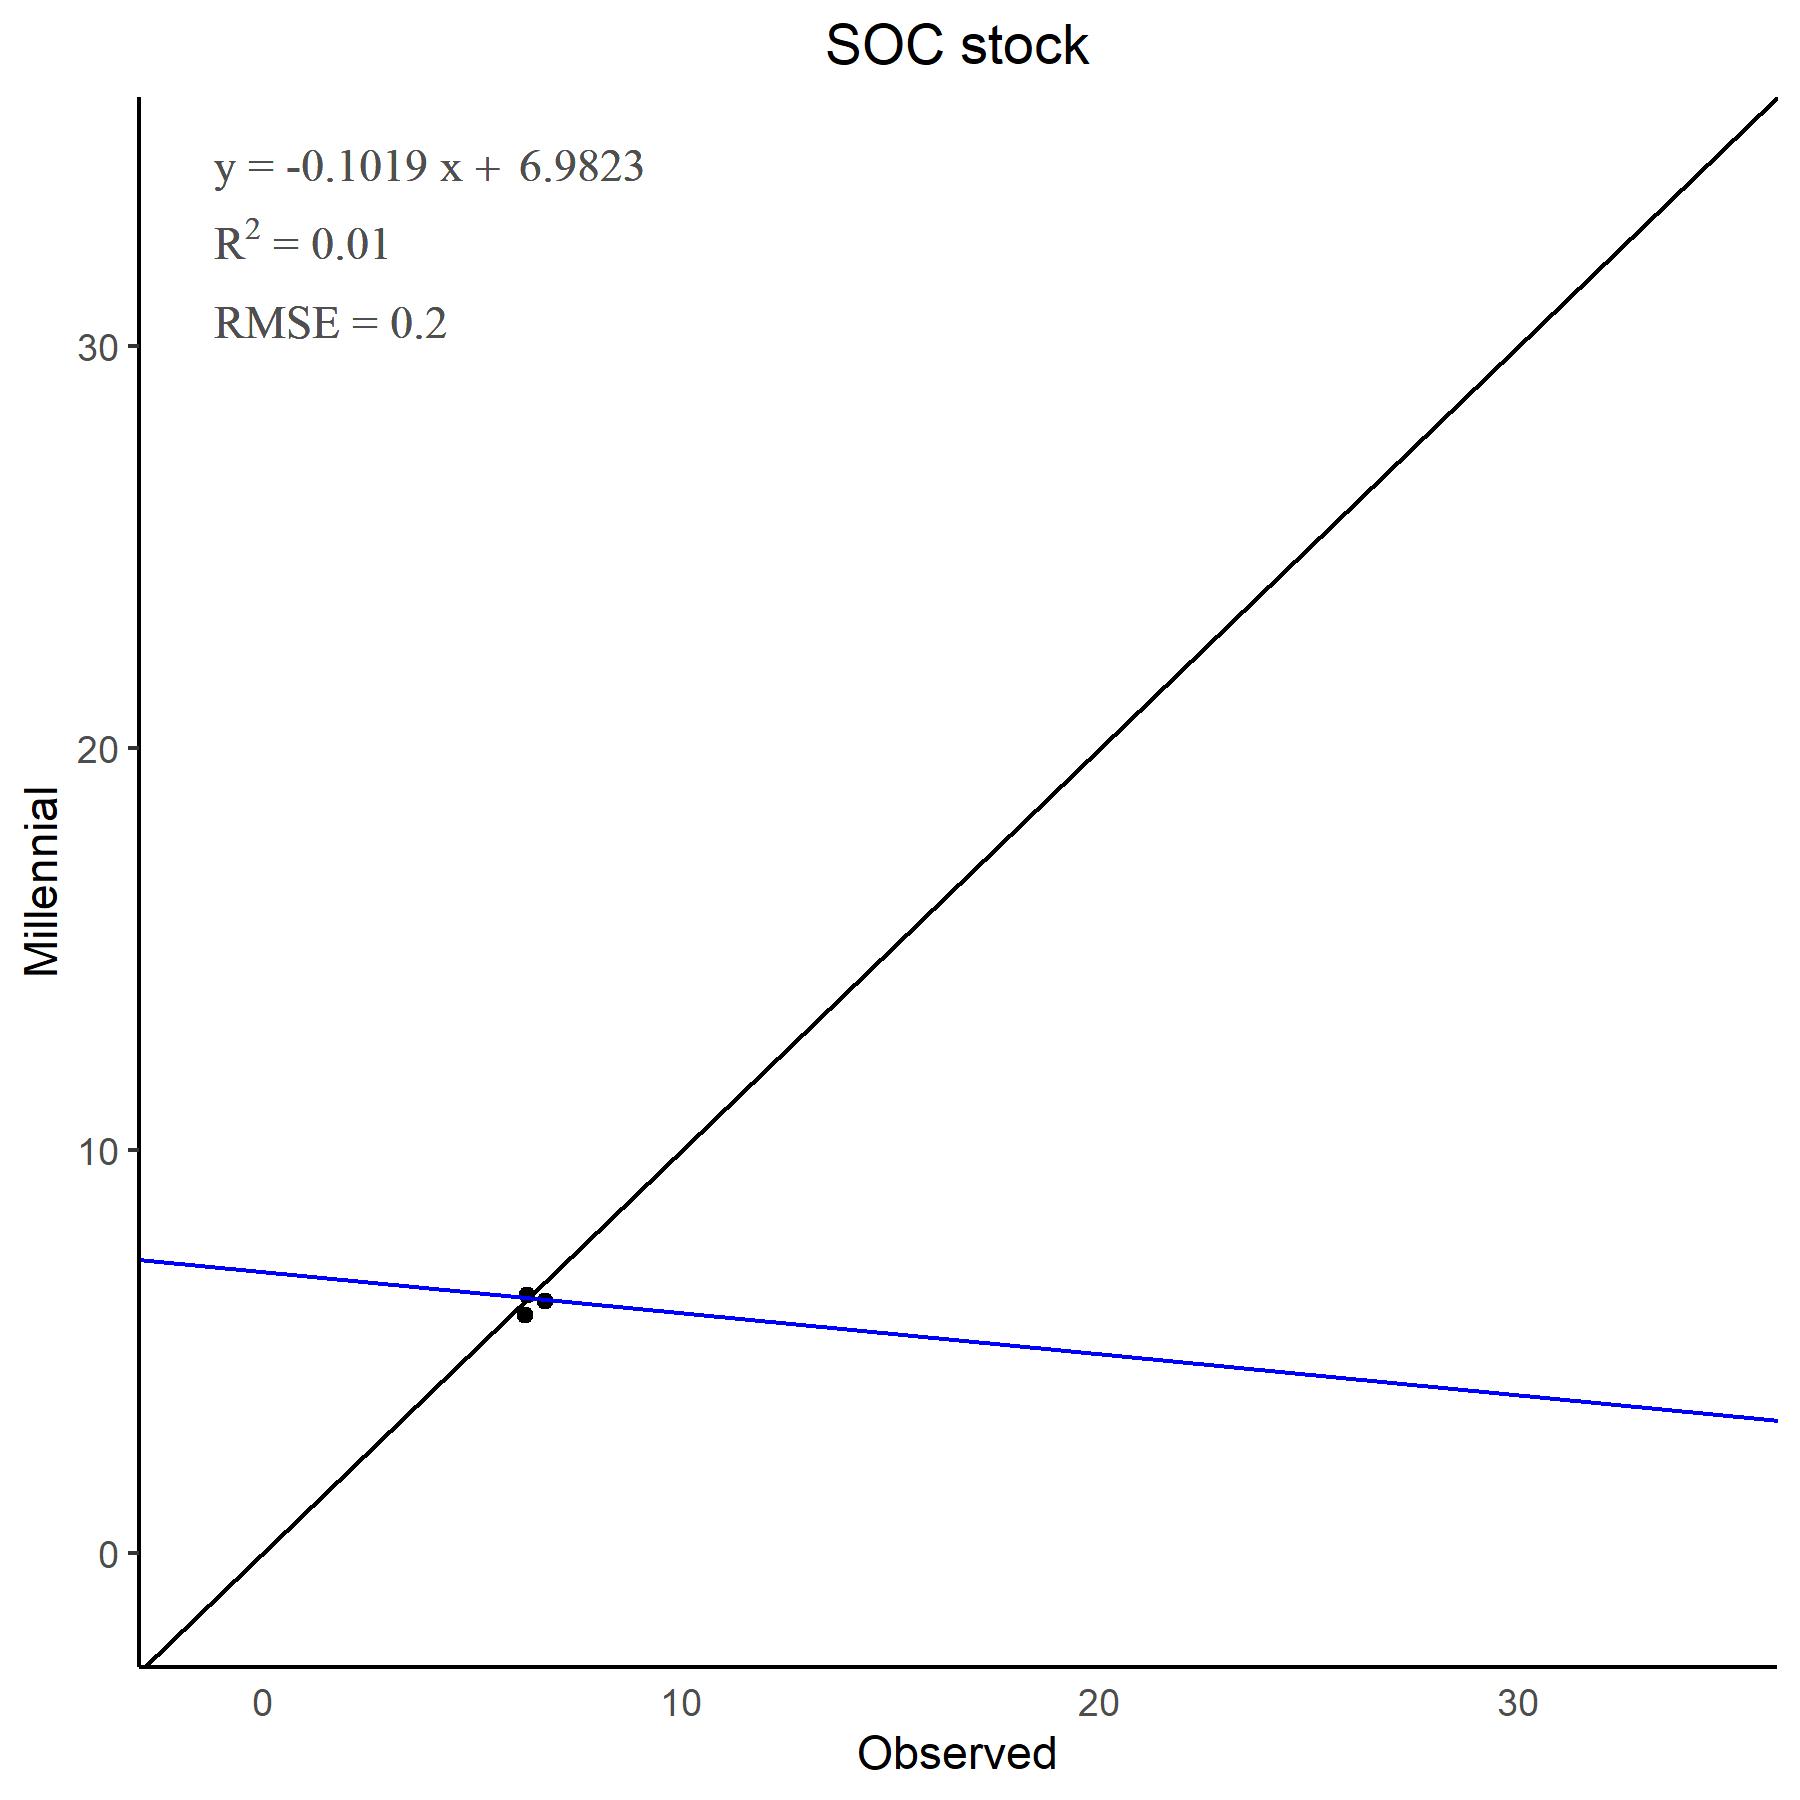 SOC stock
y = -0.1019 x + 6.9823
R² = 0.01
RMSE = 0.2
30
20
10
0
Millennial
0 10 20 30
Observed